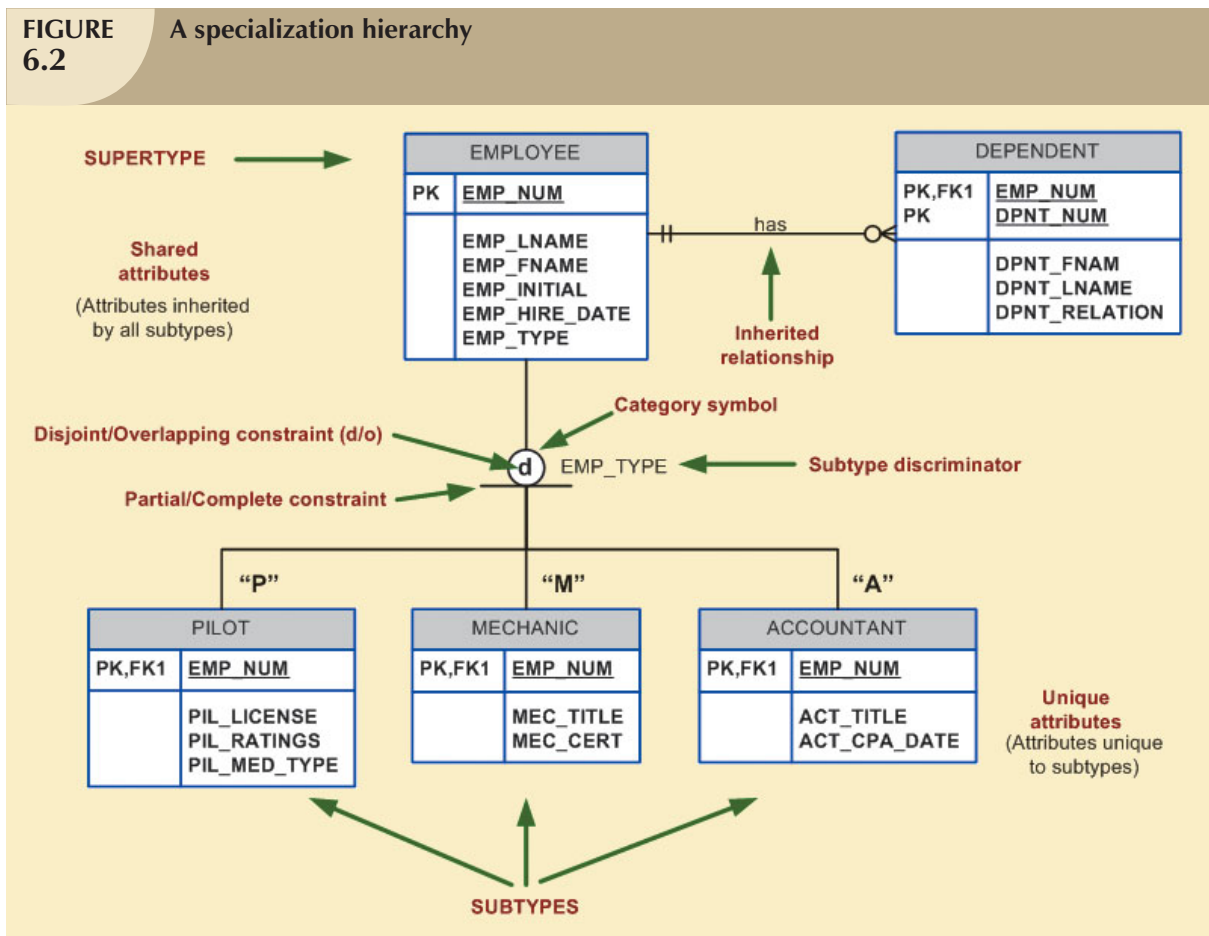 FIGURE
6.2
A specialization hierarchy
SUPERTYPE
EMPLOYEE
PK EMP_NUM
EMP_LNAME
EMP_FNAME
EMP_INITIAL
EMP_HIRE_DATE
EMP_TYPE
has
DEPENDENT
PK,FK1 EMP_NUM
PK DPNT_NUM
DPNT_FNAM
DPNT_LNAME
DPNT_RELATION
Shared
attributes
(Attributes inherited
by all subtypes)
Inherited
relationship
Category symbol
Disjoint/Overlapping constraint (d/o)
d
EMP_TYPE
Subtype discriminator
Partial/Complete constraint
“P”
“M”
“A”
PILOT
PK,FK1 EMP_NUM
PIL_LICENSE
PIL_RATINGS
PIL_MED_TYPE
MECHANIC
PK,FK1 EMP_NUM
MEC_TITLE
MEC_CERT
ACCOUNTANT
PK,FK1 EMP_NUM
ACT_TITLE
ACT_CPA_DATE
Unique
attributes
(Attributes unique
to subtypes)
SUBTYPES